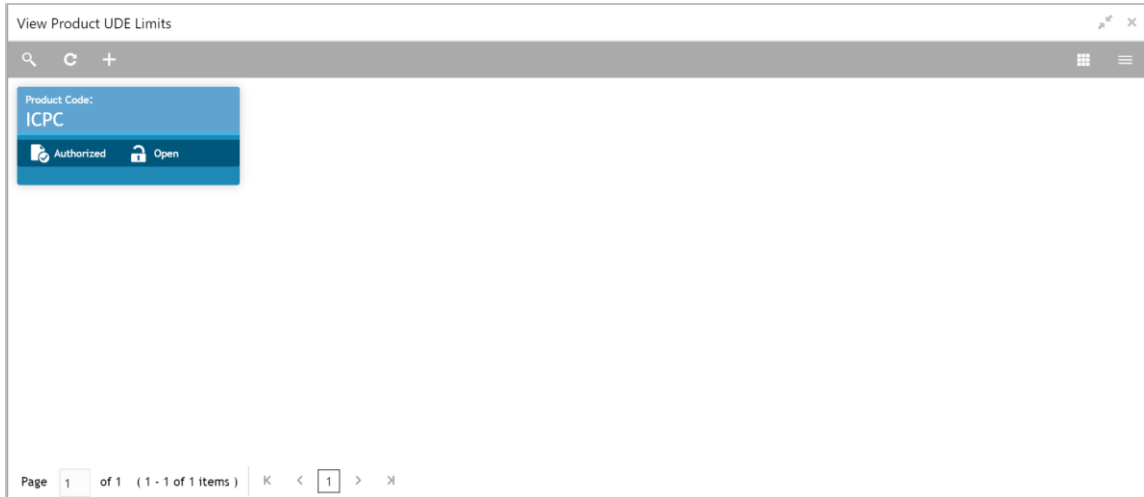 View Product UDE Limits
Product Code:
ICPC
Authorized Open
Page 1 of 1 ( 1 - 1 of 1 items ) 1